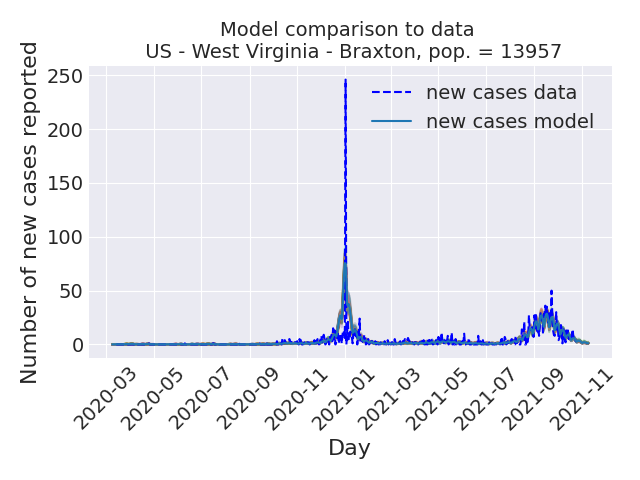 Model comparison to data
US - West Virginia - Braxton, pop. = 13957
Number of new cases reported
250
200
150
100
50
0
new cases data
new cases model
2020-03
2020-05
2020-07
2020-09
2020-11
2021-01
2021-03
2021-05
2021-07
2021-09
2021-11
Day